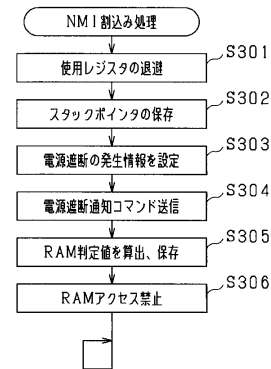 NMI割込み処理
S301
使用レジスタの退避
S302
スタックポインタの保存
S303
電源遮断の発生情報を設定
S304
電源遮断通知コマンド送信
S305
RAM判定値を算出、保存
S306
RAMアクセス禁止